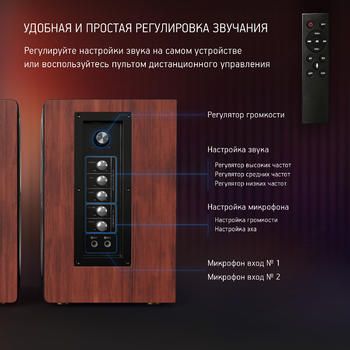 УДОБНАЯ И ПРОСТАЯ РЕГУЛИРОВКА ЗВУЧАНИЯ
Регулируйте настройки звука на самом устройстве
или воспользуйтесь пультом дистанционного управления
Регулятор громкости
Настройка звука
Регулятор высоких частот
Регулятор средних частот
Регулятор низких частот
Настройка микрофона
Настройка громкости
Настройка эха
Микрофон вход № 1
Микрофон вход № 2